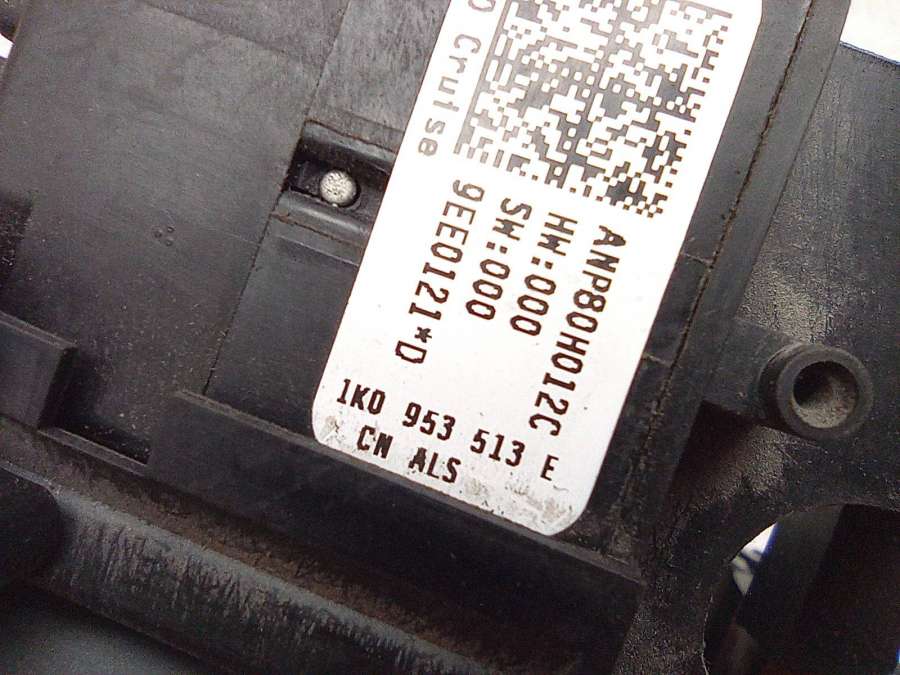 Cruise
ANP80H012C
HW:000
SW:000
9EE0121*D
1K0 953 513 E
CN ALS